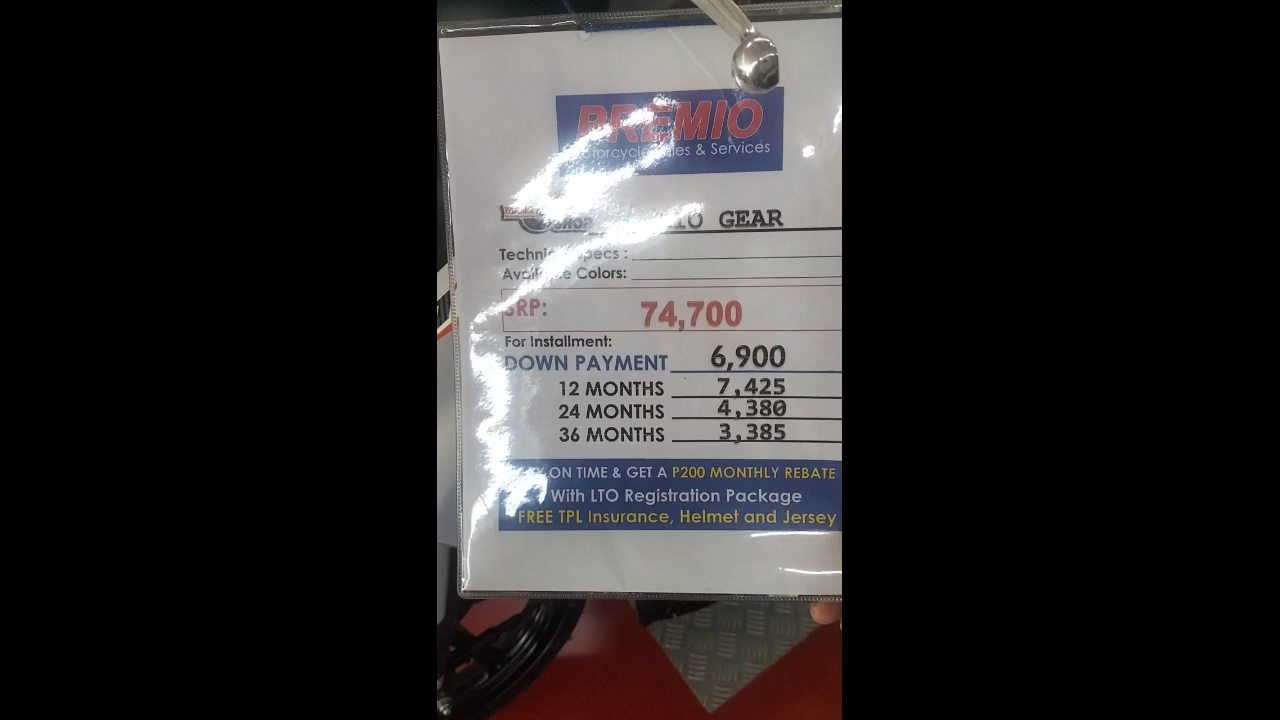 PREMIO
Motorcycle Sales & Services
GEAR
Technical Specs :
Available Colors:
SRP: 74,700
For Installment:
DOWN PAYMENT 6,900
12 MONTHS 7,425
24 MONTHS 4,380
36 MONTHS 3,385
ON TIME & GET A P200 MONTHLY REBATE
With LTO Registration Package
FREE TPL Insurance, Helmet and Jersey